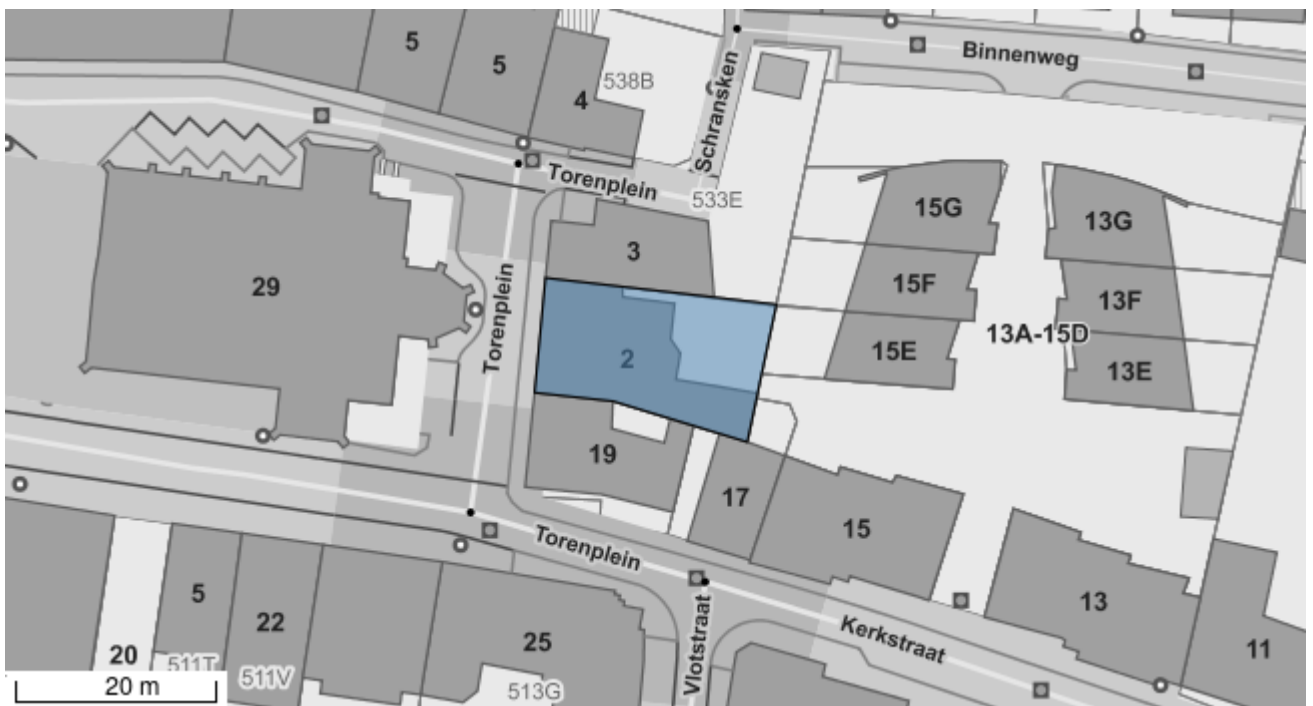 5
5
4
538B
Schransken
Binnenweg
Torenplein
533E
15G
13G
3
29
Torenplein
15F
13F
13A-15D
2
15E
13E
19
17
15
Torenplein
5
22
25
13
Kerkstraat
11
20
511T
511V
513G
Vlotstraat
20 m